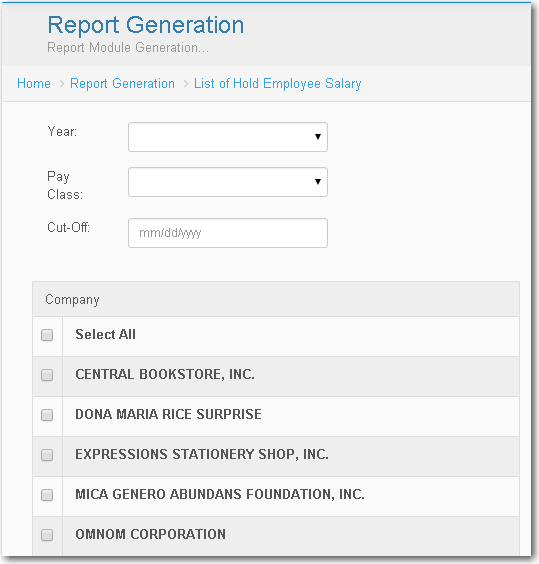 Report Generation
Report Module Generation...
Home > Report Generation > List of Hold Employee Salary
Year:
Pay
Class:
Cut-Off: mm/dd/yyyy
Company
Select All
CENTRAL BOOKSTORE, INC.
DONA MARIA RICE SURPRISE
EXPRESSIONS STATIONERY SHOP, INC.
MICA GENERO ABUNDANS FOUNDATION, INC.
OMNOM CORPORATION